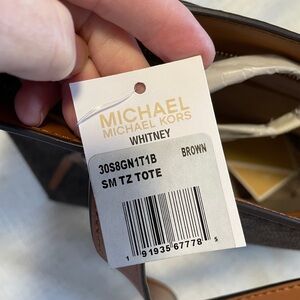 MICHAEL
MICHAEL KORS
WHITNEY
30S8GN1T1B BROWN
SM TZ TOTE
1 91935 67778 5